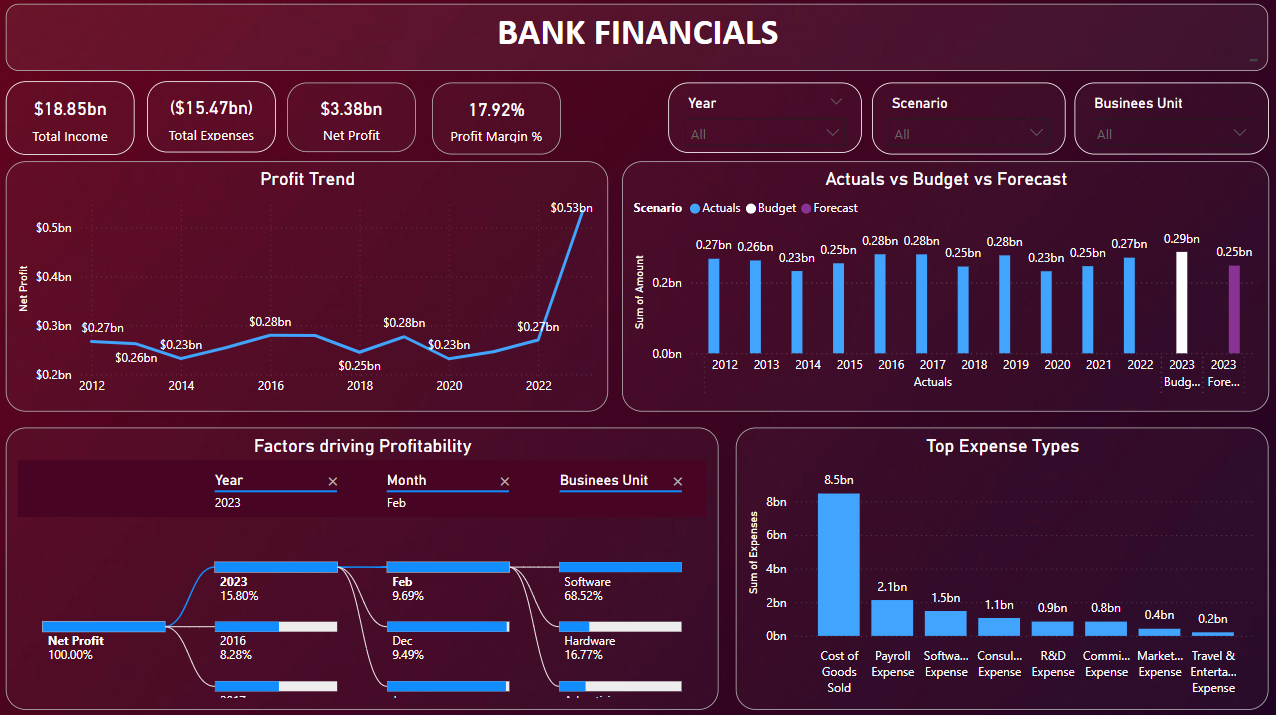 BANK FINANCIALS
$18.85bn
Total Income
($15.47bn)
Total Expenses
$3.38bn
Net Profit
17.92%
Profit Margin %
Year
All
Scenario
All
Businees Unit
All
Profit Trend
Net Profit
$0.5bn
$0.4bn
$0.3bn
$0.2bn
$0.27bn
$0.26bn
$0.23bn
$0.28bn
$0.25bn
$0.28bn
$0.23bn
$0.27bn
$0.53bn
2012 2014 2016 2018 2020 2022
Actuals vs Budget vs Forecast
Scenario Actuals Budget Forecast
Sum of Amount
0.2bn
0.0bn
0.27bn 0.26bn 0.23bn 0.25bn 0.28bn 0.28bn 0.25bn 0.28bn 0.23bn 0.25bn 0.27bn 0.29bn 0.25bn
2012 2013 2014 2015 2016 2017 2018 2019 2020 2021 2022 2023 2023
Actuals Budg... Fore...
Factors driving Profitability
Year
2023
Month
Feb
Businees Unit
Net Profit
100.00%
2023
15.80%
2016
8.28%
2017
Feb
9.69%
Dec
9.49%
Software
68.52%
Hardware
16.77%
Top Expense Types
Sum of Expenses
8bn
6bn
4bn
2bn
0bn
8.5bn
2.1bn
1.5bn
1.1bn
0.9bn
0.8bn
0.4bn
0.2bn
Cost of
Goods
Sold
Payroll
Expense
Softwa...
Expense
Consul...
Expense
R&D
Expense
Commi...
Expense
Market...
Expense
Travel &
Enterta...
Expense